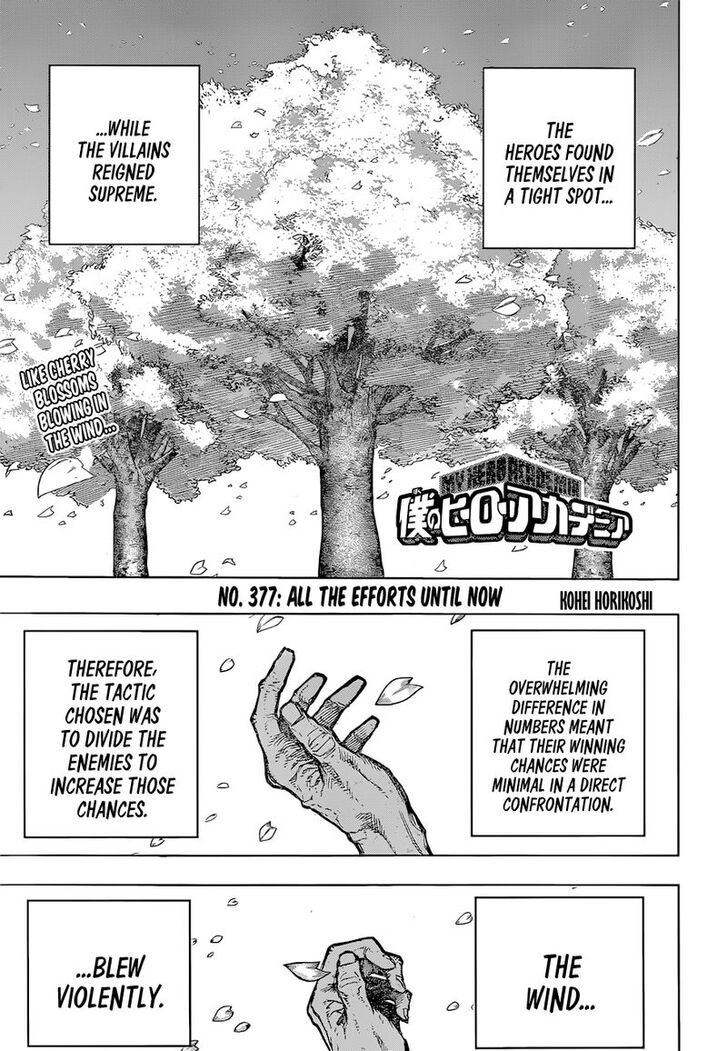 THE
HEROES FOUND
THEMSELVES IN
A TIGHT SPOT...
...WHILE
THE VILLAINS
REIGNED
SUPREME.
LIKE CHERRY
BLOSSOMS
BLOWING IN
THE WIND...
MY HERO ACADEMIA
僕のヒーローアカデミア
NO. 377: ALL THE EFFORTS UNTIL NOW
KOHEI HORIKOSHI
THE
OVERWHELMING
DIFFERENCE IN
NUMBERS MEANT
THAT THEIR WINNING
CHANCES WERE
MINIMAL IN A DIRECT
CONFRONTATION.
THEREFORE,
THE TACTIC
CHOSEN WAS
TO DIVIDE THE
ENEMIES TO
INCREASE THOSE
CHANCES.
THE
WIND...
...BLEW
VIOLENTLY.